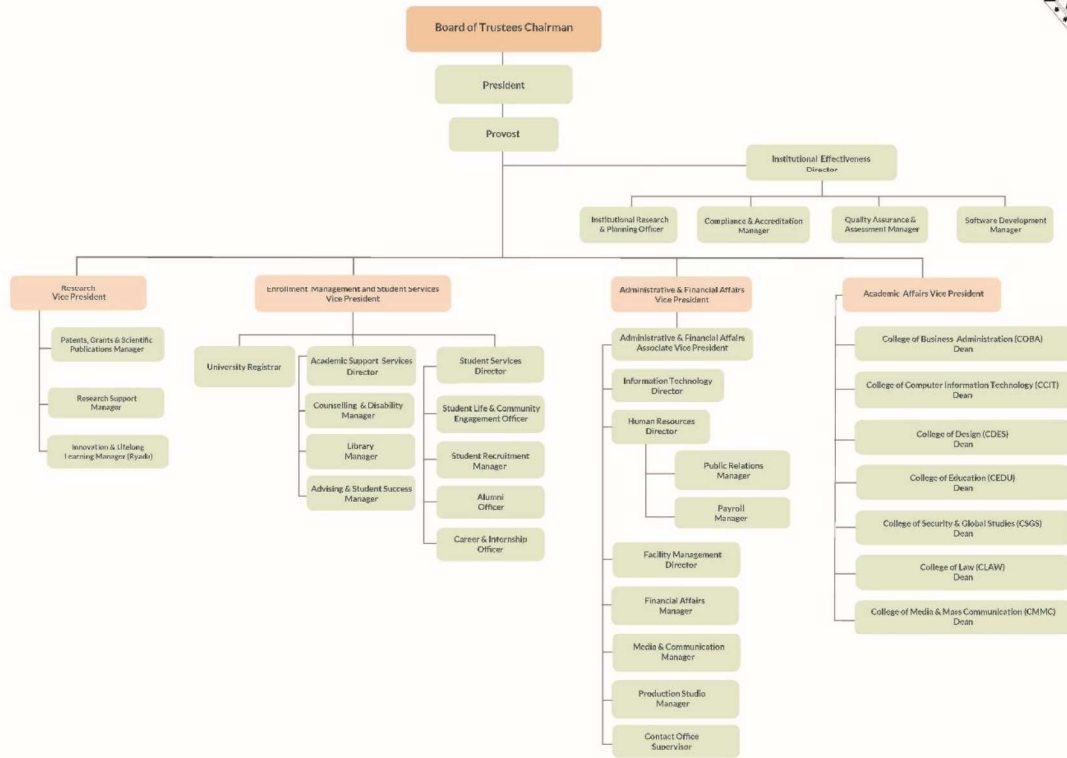 Board of Trustees Chairman
President
Provost
Institutional Effectiveness
Director
Institutional Research
& Planning Officer
Compliance & Accreditation
Manager
Quality Assurance &
Assessment Manager
Software Development
Manager
Research
Vice President
Patents, Grants & Scientific
Publications Manager
Research Support
Manager
Innovation & Lifelong
Learning Manager (Ryada)
Enrollment Management and Student Services
Vice President
University Registrar
Academic Support Services
Director
Counselling & Disability
Manager
Library
Manager
Advising & Student Success
Manager
Student Services
Director
Student Life & Community
Engagement Officer
Student Recruitment
Manager
Alumni
Officer
Career & Internship
Officer
Administrative & Financial Affairs
Vice President
Administrative & Financial Affairs
Associate Vice President
Information Technology
Director
Human Resources
Director
Public Relations
Manager
Payroll
Manager
Facility Management
Director
Financial Affairs
Manager
Media & Communication
Manager
Production Studio
Manager
Contact Office
Supervisor
Academic Affairs Vice President
College of Business Administration (COBA)
Dean
College of Computer Information Technology (CCIT)
Dean
College of Design (CDES)
Dean
College of Education (CEDU)
Dean
College of Security & Global Studies (CSGS)
Dean
College of Law (CLAW)
Dean
College of Media & Mass Communication (CMMC)
Dean